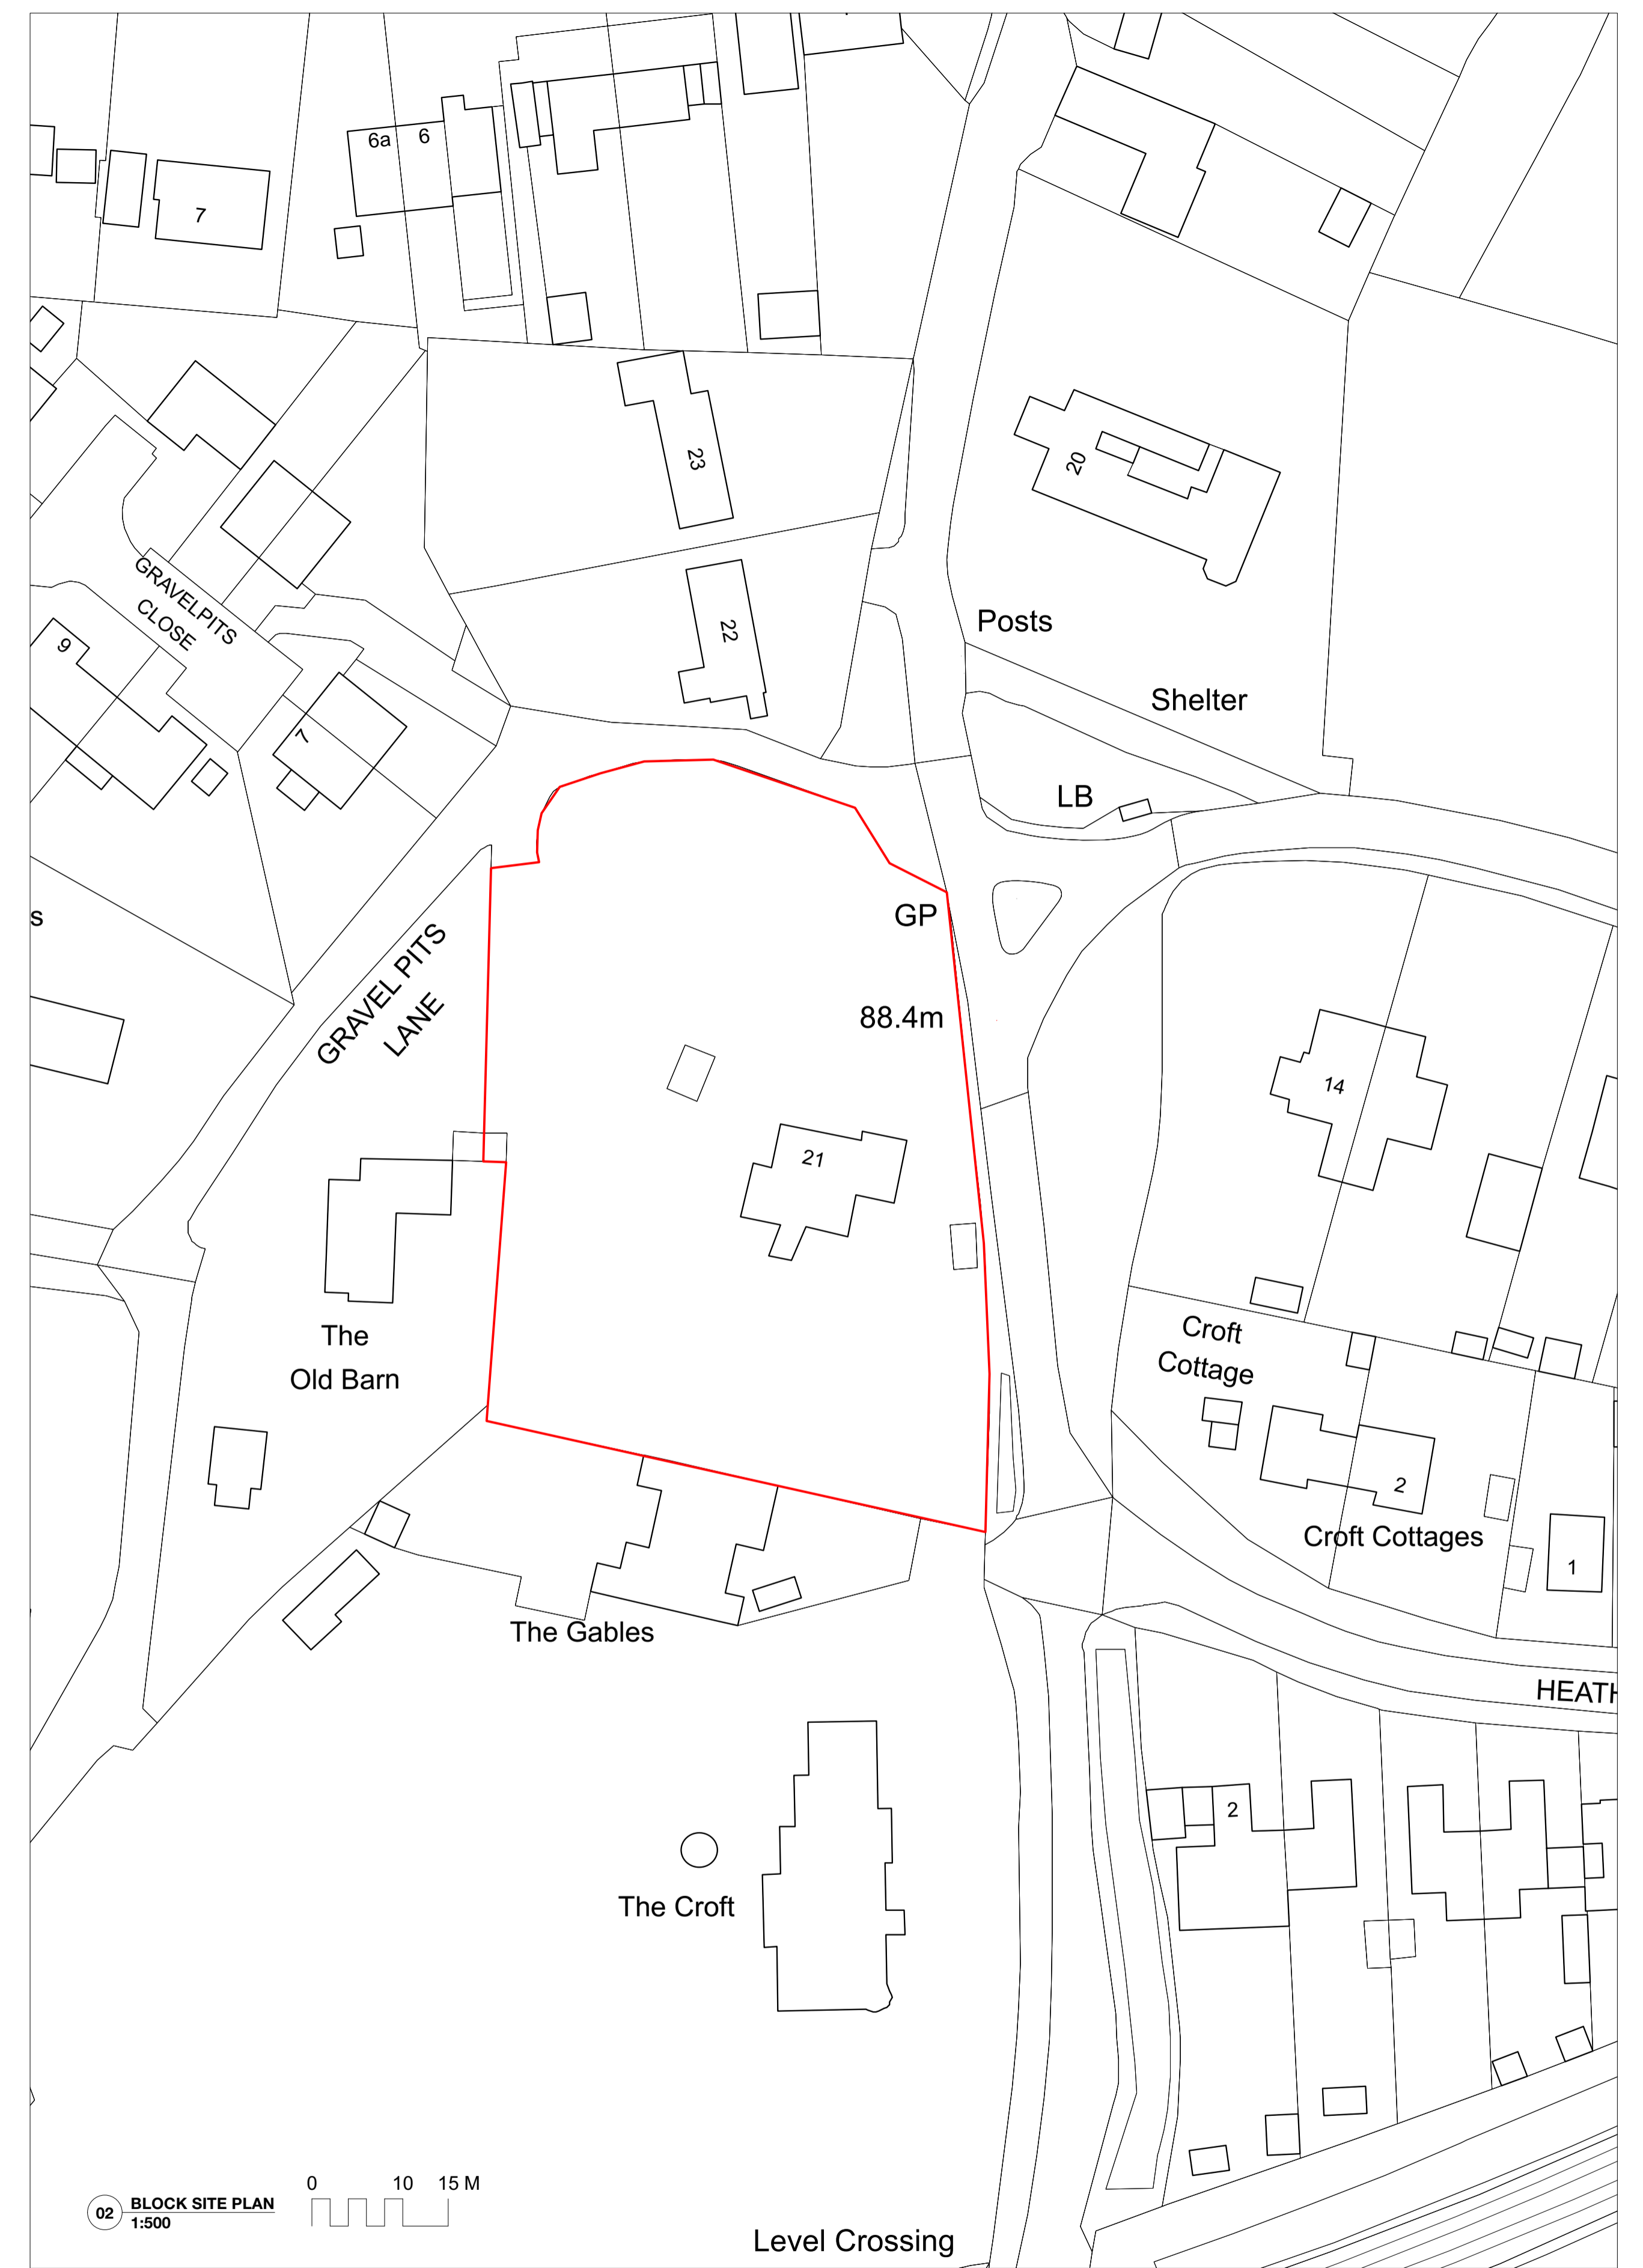 6a 6
7
23
20
GRAVELPITS
CLOSE
9
22
Posts
7
Shelter
LB
s
GP
GRAVEL PITS
LANE
88.4m
14
21
The
Old Barn
Croft
Cottage
2
Croft Cottages
1
The Gables
HEATH
2
The Croft
0 10 15 M
02 BLOCK SITE PLAN
1:500
Level Crossing